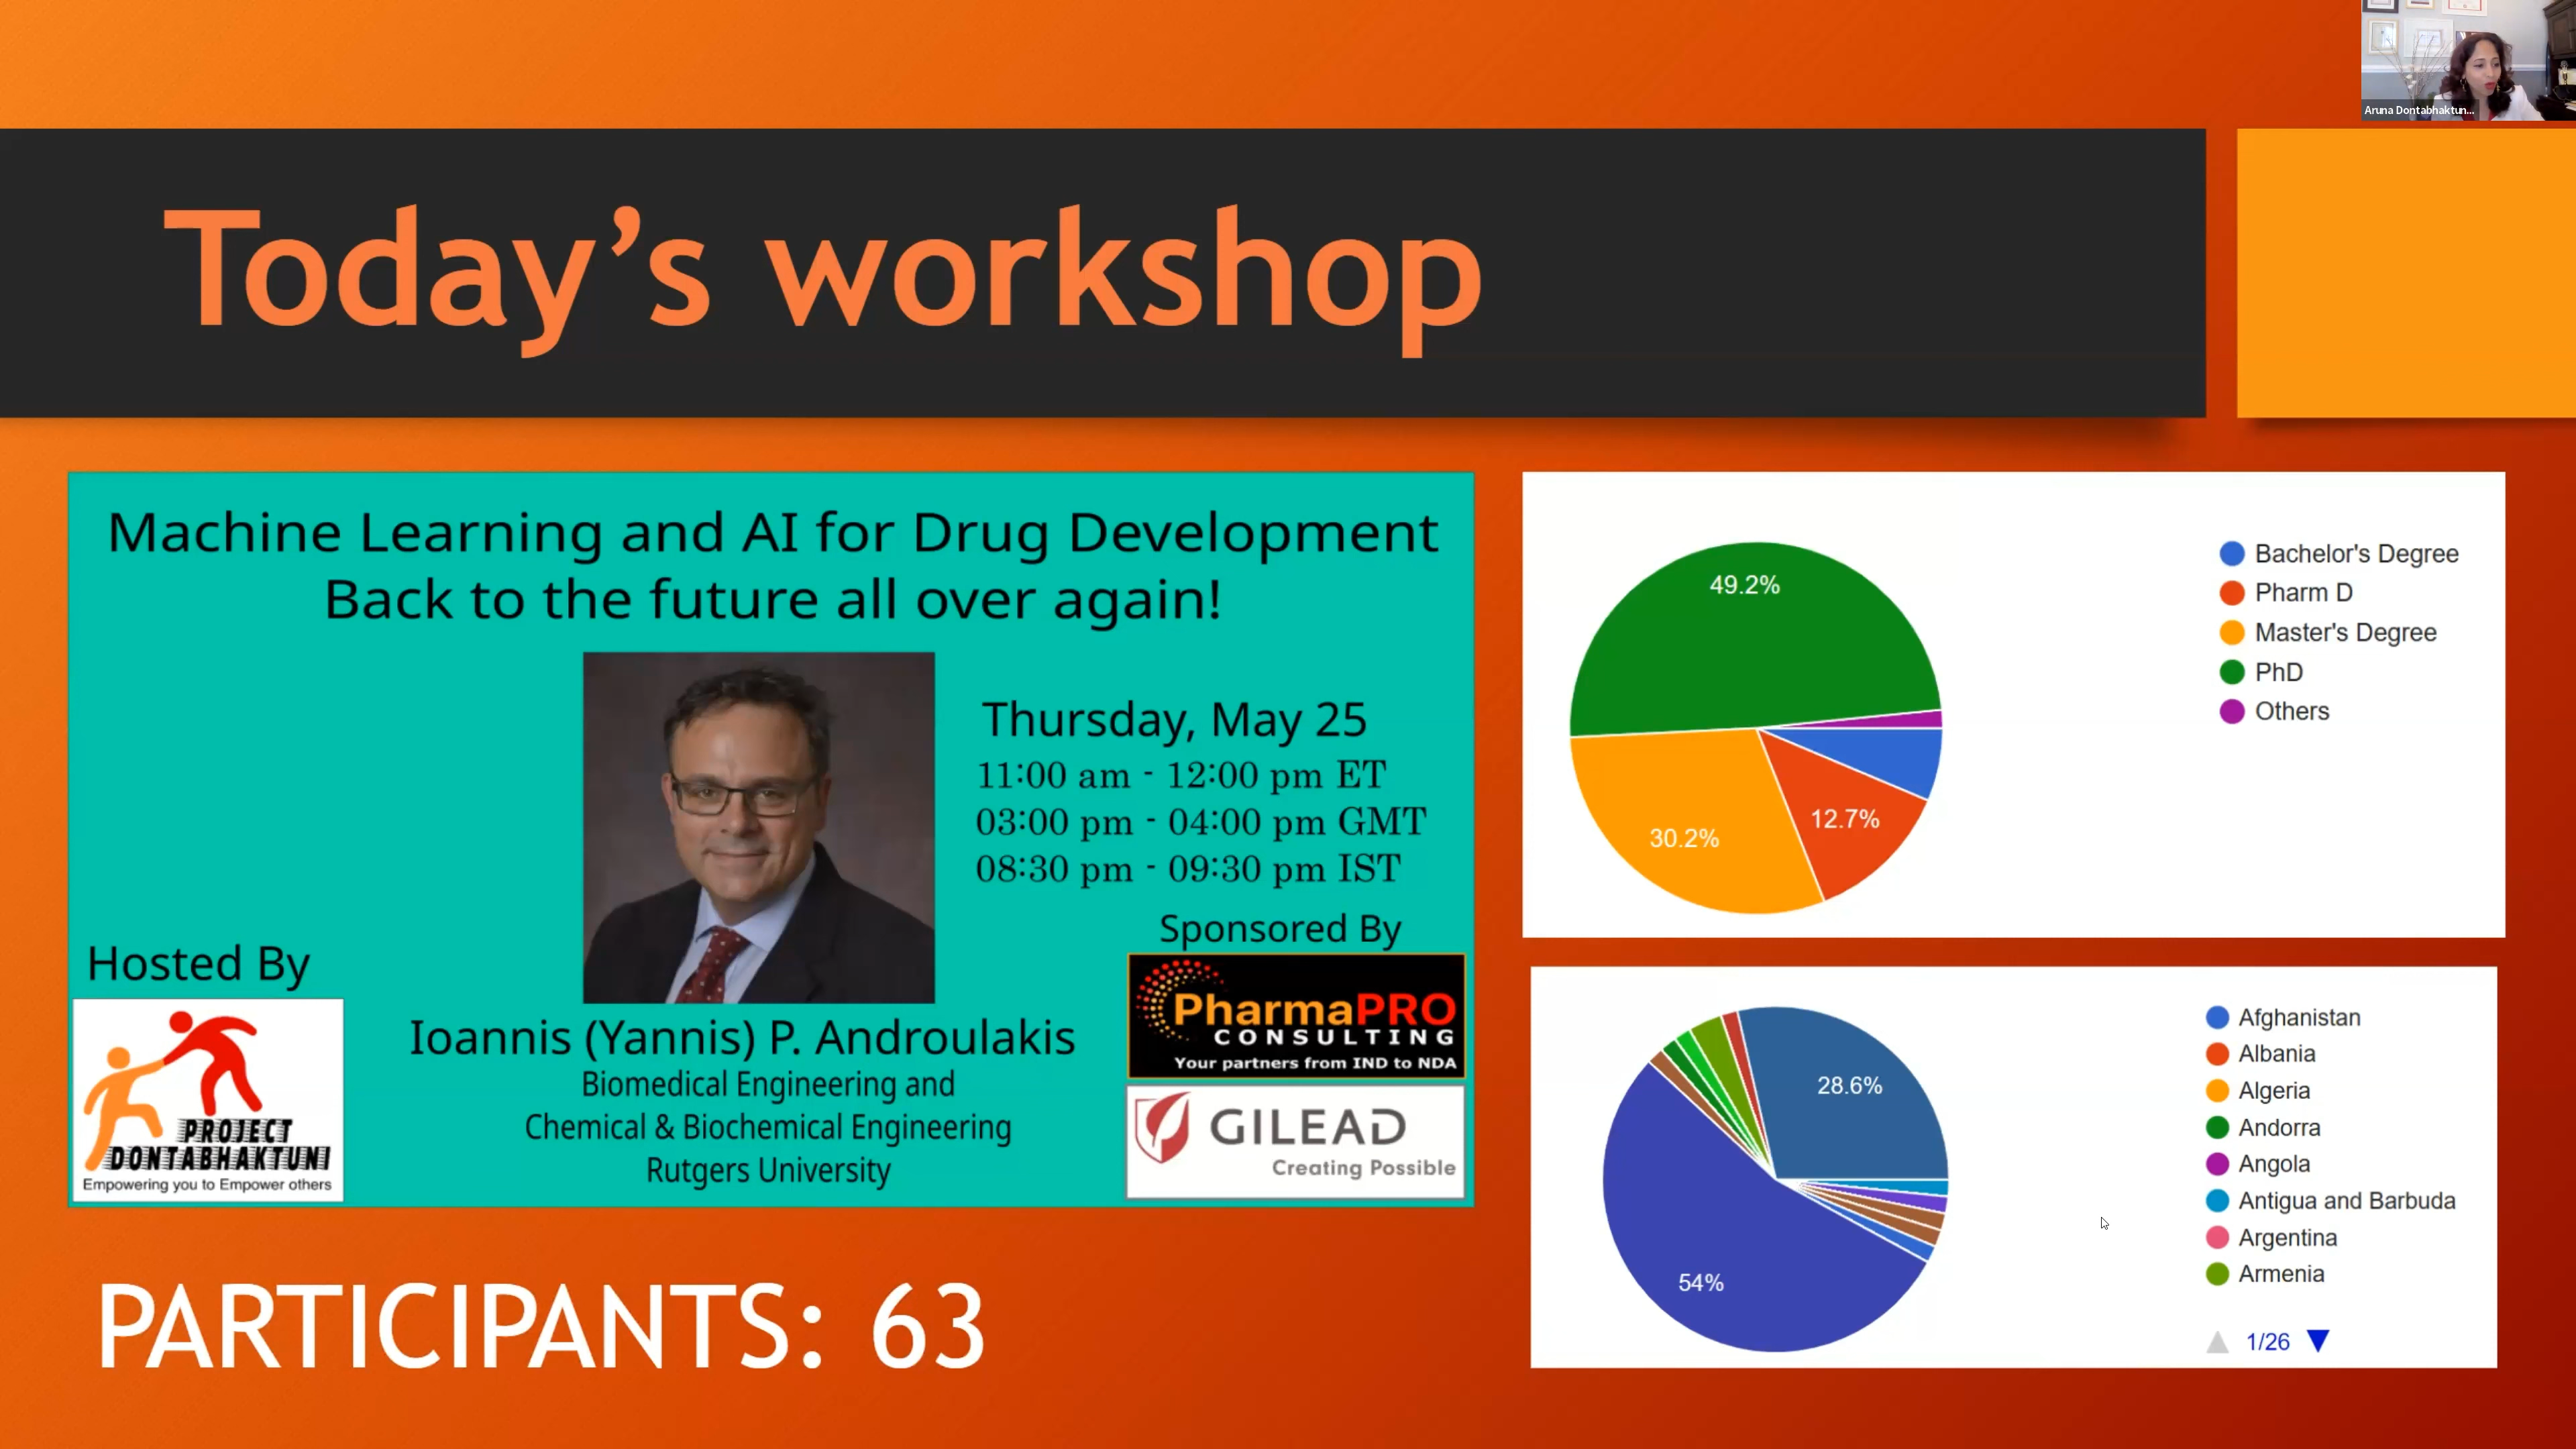 Aruna Dontabhaktun...
Today’s workshop
Machine Learning and AI for Drug Development
Back to the future all over again!
Thursday, May 25
11:00 am - 12:00 pm ET
03:00 pm - 04:00 pm GMT
08:30 pm - 09:30 pm IST
Sponsored By
PharmaPRO
CONSULTING
Your partners from IND to NDA
GILEAD
Creating Possible
Hosted By
PROJECT
DONTABHAKTUNI
Empowering you to Empower others
Ioannis (Yannis) P. Androulakis
Biomedical Engineering and
Chemical & Biochemical Engineering
Rutgers University
PARTICIPANTS: 63
49.2%
30.2%
12.7%
Bachelor's Degree
Pharm D
Master's Degree
PhD
Others
28.6%
54%
Afghanistan
Albania
Algeria
Andorra
Angola
Antigua and Barbuda
Argentina
Armenia
1/26